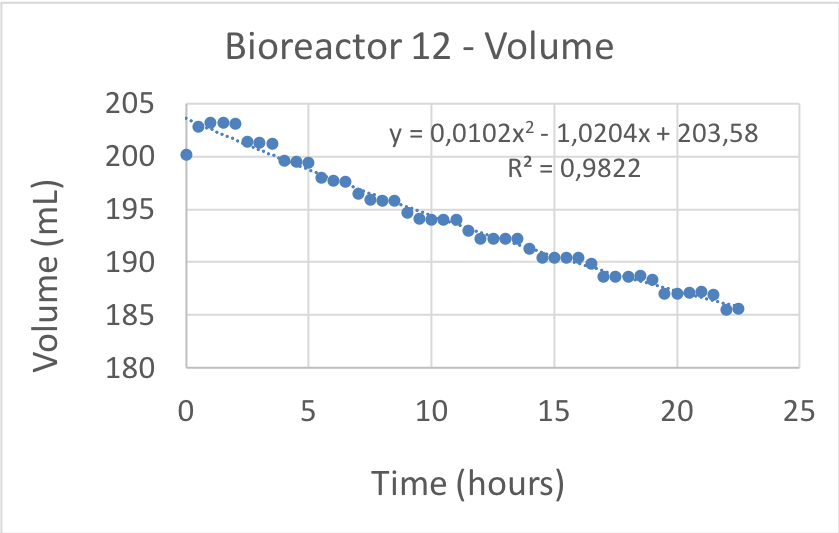 Bioreactor 12 - Volume
y = 0,0102x² - 1,0204x + 203,58
R² = 0,9822
205
200
195
190
185
180
Volume (mL)
0 5 10 15 20 25
Time (hours)